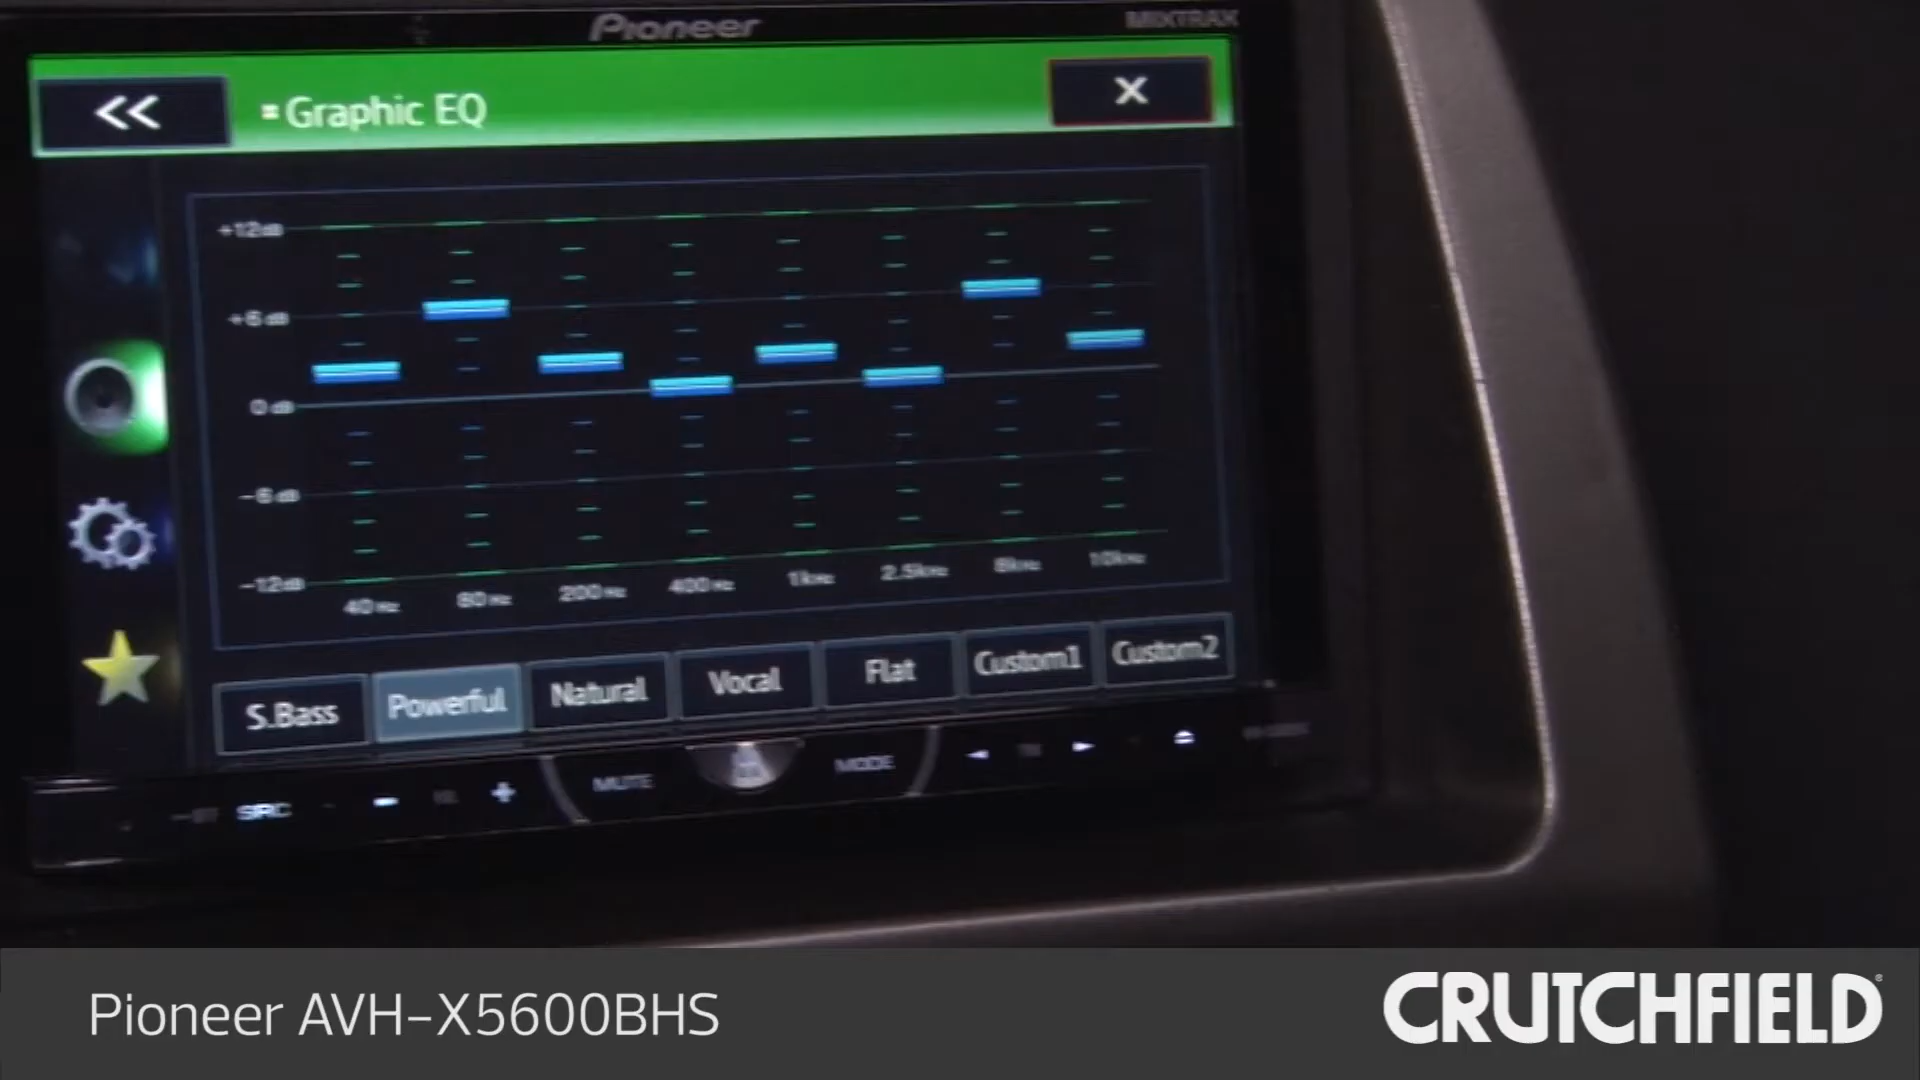 Pioneer
MIXTRAX
<< Graphic EQ X
+12dB
+6dB
0dB
-6dB
-12dB
40Hz 80Hz 200Hz 400Hz 1kHz 2.5kHz 8kHz 10kHz
S.Bass Powerful Natural Vocal Flat Custom1 Custom2
SRC - + MUTE MODE
Pioneer AVH-X5600BHS
CRUTCHFIELD